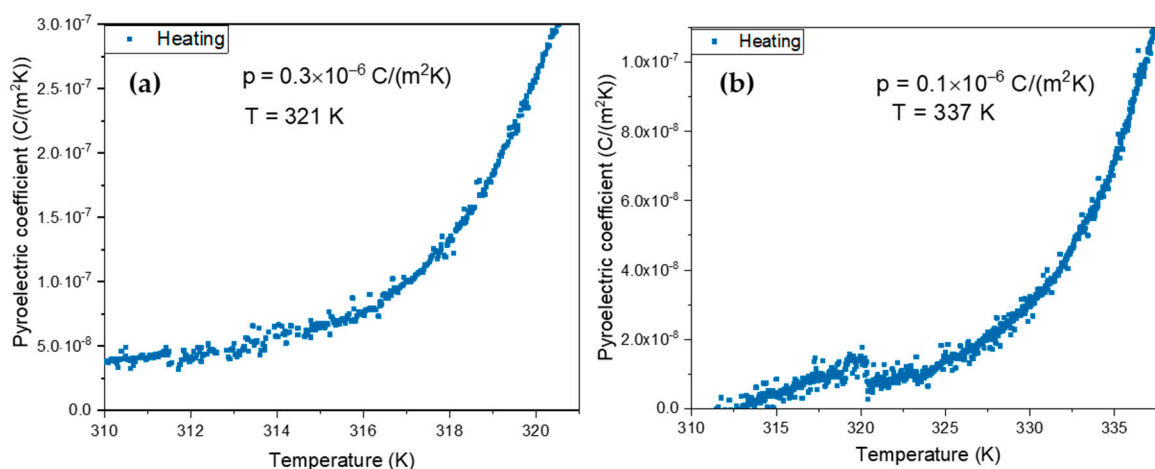 Heating
(a)
p = 0.3×10⁻⁶ C/(m²K)
T = 321 K
Pyroelectric coefficient (C/(m²K))
3.0·10⁻⁷
2.5·10⁻⁷
2.0·10⁻⁷
1.5·10⁻⁷
1.0·10⁻⁷
5.0·10⁻⁸
0.0
310 312 314 316 318 320
Temperature (K)
Heating
(b)
p = 0.1×10⁻⁶ C/(m²K)
T = 337 K
Pyroelectric coefficient (C/(m²K))
1.0x10⁻⁷
8.0x10⁻⁸
6.0x10⁻⁸
4.0x10⁻⁸
2.0x10⁻⁸
0.0
310 315 320 325 330 335
Temperature (K)